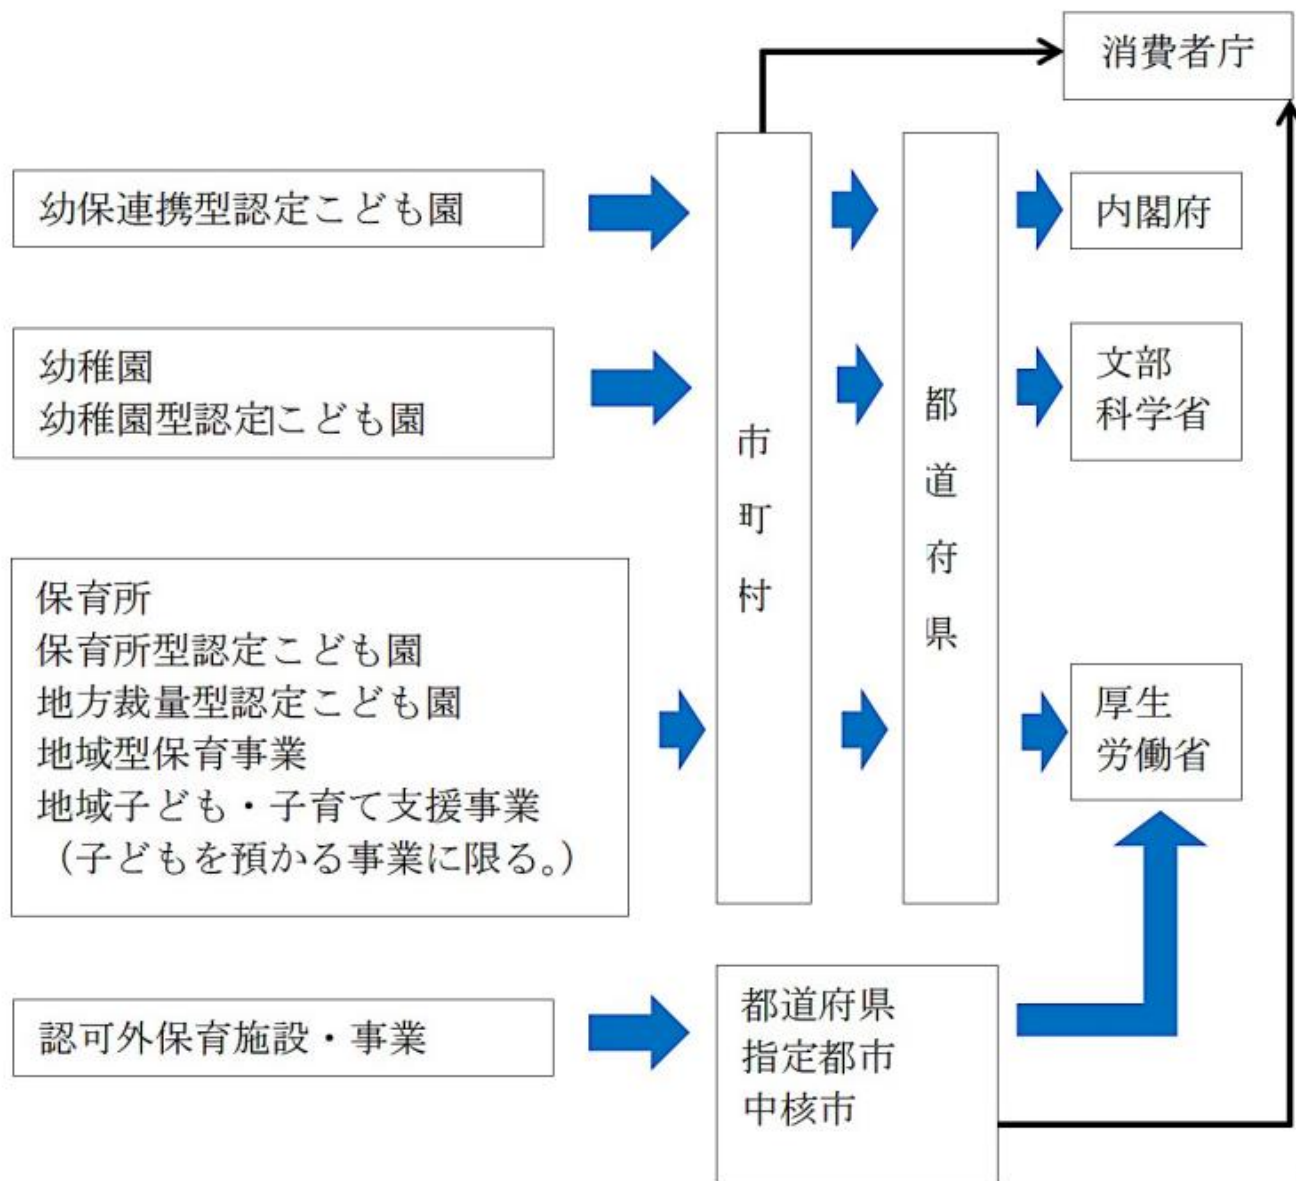 消費者庁
幼保連携型認定こども園
内閣府
幼稚園
幼稚園型認定こども園
文部
科学省
市町村
都道府県
保育所
保育所型認定こども園
地方裁量型認定こども園
地域型保育事業
地域子ども・子育て支援事業
（子どもを預かる事業に限る。）
厚生
労働省
認可外保育施設・事業
都道府県
指定都市
中核市